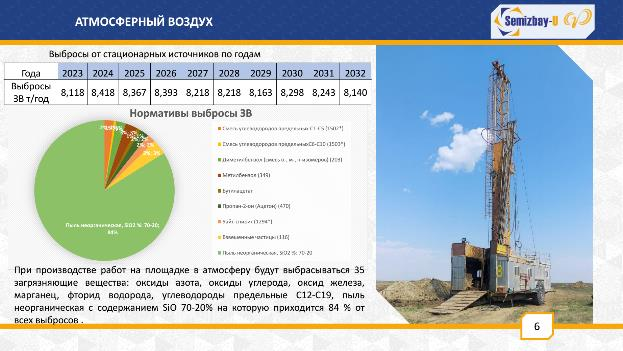 АТМОСФЕРНЫЙ ВОЗДУХ
Semizbay-U
Выбросы от стационарных источников по годам
Года 2023 2024 2025 2026 2027 2028 2029 2030 2031 2032
Выбросы ЗВ т/год 8,118 8,418 8,367 8,393 8,218 8,218 8,163 8,298 8,243 8,140
Нормативы выбросы ЗВ
Смесь углеводородов предельных С1-С5 (1502*)
Смесь углеводородов предельных С6-С10 (1503*)
Диметилбензол (смесь о-, м-, п-изомеров) (203)
Метилбензол (349)
Бутилацетат
Пропан-2-он (Ацетон) (470)
Уайт-спирит (1294*)
Взвешенные частицы (116)
Пыль неорганическая, SiO2 %: 70-20
Пыль неорганическая, SiO2 %: 70-20;
84%
При производстве работ на площадке в атмосферу будут выбрасываться 35
загрязняющие вещества: оксиды азота, оксиды углерода, оксид железа,
марганец, фторид водорода, углеводороды предельные С12-С19, пыль
неорганическая с содержанием SiO 70-20% на которую приходится 84 % от
всех выбросов .
6